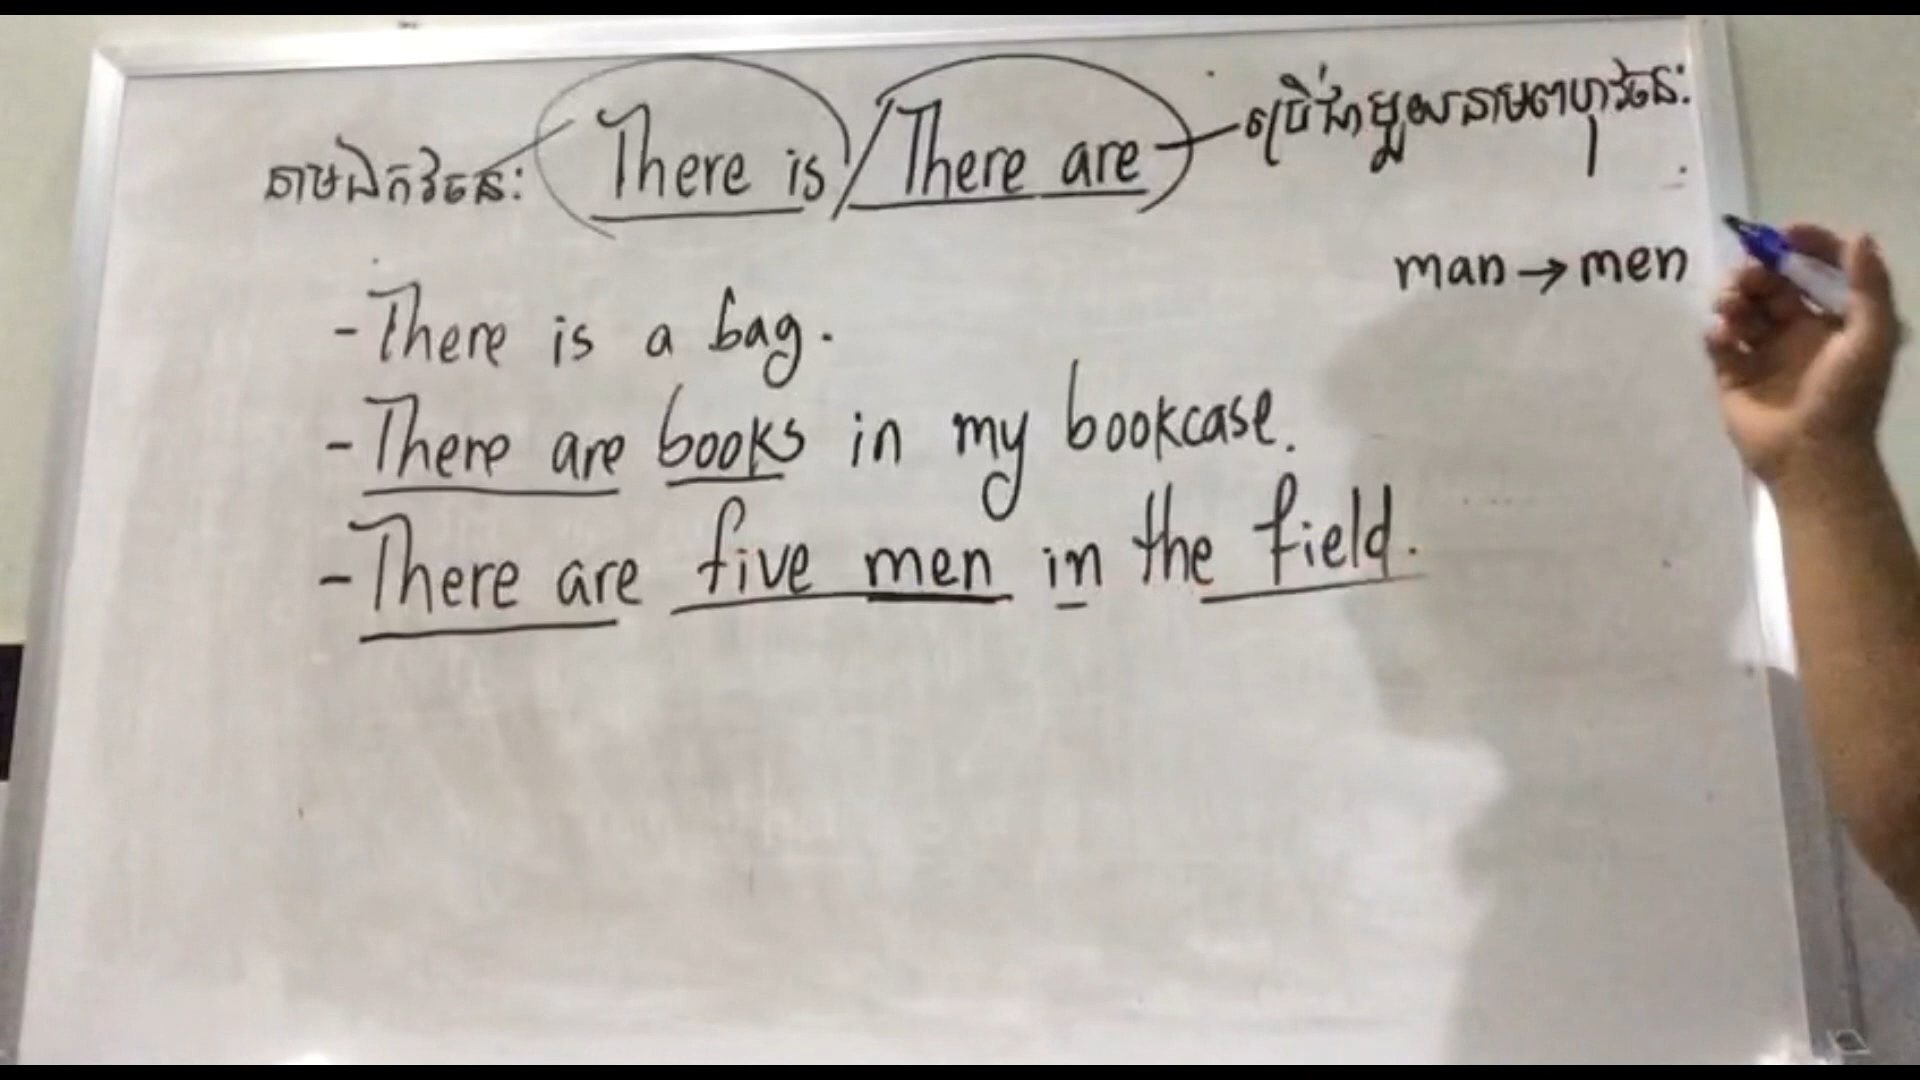 នាមឯកវចនៈ There is / There are ប្រើជាមួយនាមពហុវចនៈ
man → men
- There is a bag.
- There are books in my bookcase.
- There are five men in the field.